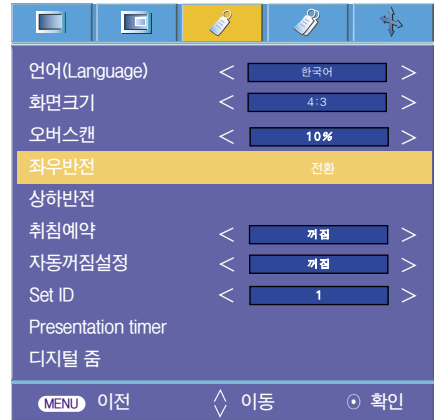 언어(Language) < 한국어 >
화면크기 < 4:3 >
오버스캔 < 10% >
좌우반전 전환
상하반전
취침예약 < 꺼짐 >
자동꺼짐설정 < 꺼짐 >
Set ID < 1 >
Presentation timer
디지털 줌
MENU 이전 이동 ⊙ 확인